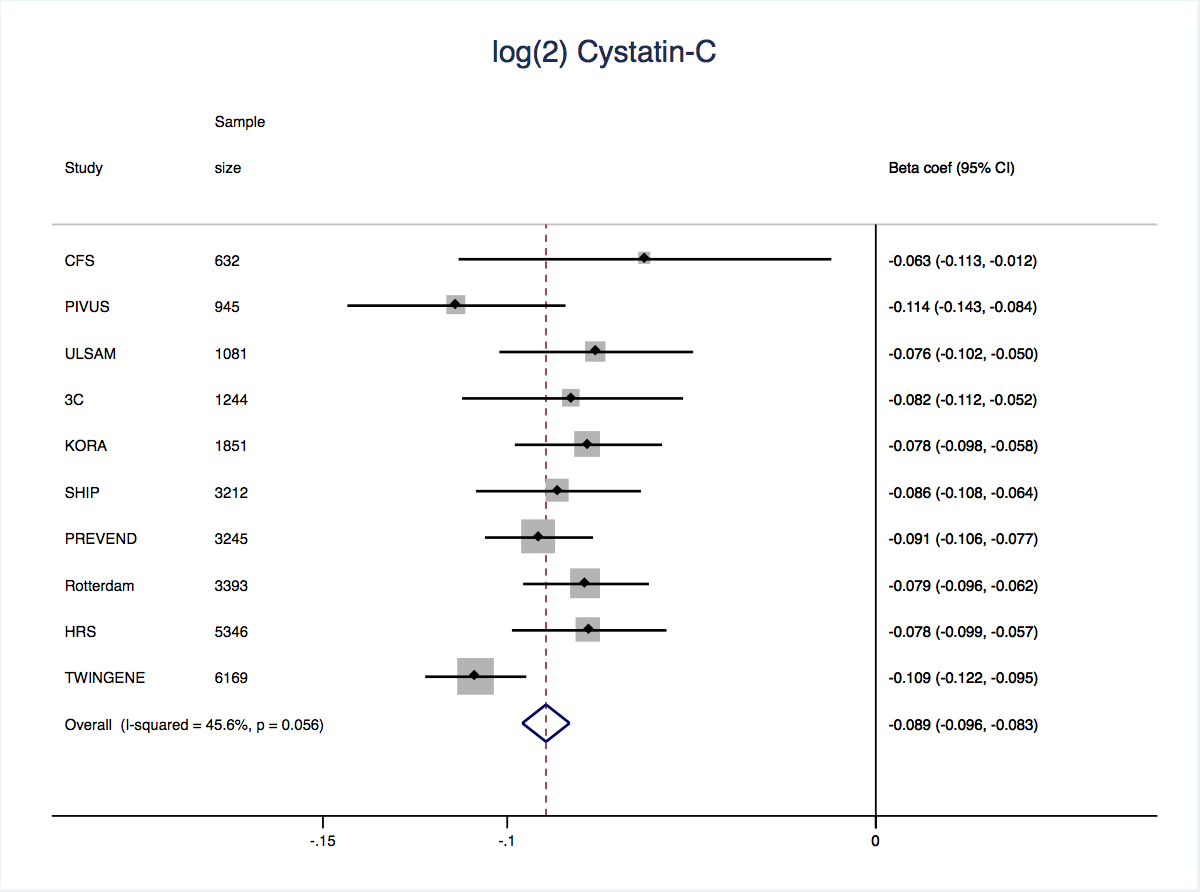 log(2) Cystatin-C
Sample
Study size Beta coef (95% CI)
CFS 632 -0.063 (-0.113, -0.012)
PIVUS 945 -0.114 (-0.143, -0.084)
ULSAM 1081 -0.076 (-0.102, -0.050)
3C 1244 -0.082 (-0.112, -0.052)
KORA 1851 -0.078 (-0.098, -0.058)
SHIP 3212 -0.086 (-0.108, -0.064)
PREVEND 3245 -0.091 (-0.106, -0.077)
Rotterdam 3393 -0.079 (-0.096, -0.062)
HRS 5346 -0.078 (-0.099, -0.057)
TWINGENE 6169 -0.109 (-0.122, -0.095)
Overall (I-squared = 45.6%, p = 0.056) -0.089 (-0.096, -0.083)
-.15 -.1 0